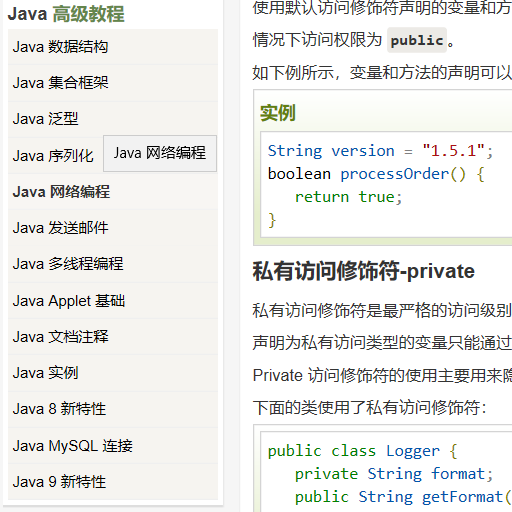 Java 高级教程
Java 数据结构
Java 集合框架
Java 泛型
Java 序列化
Java 网络编程
Java 网络编程
Java 发送邮件
Java 多线程编程
Java Applet 基础
Java 文档注释
Java 实例
Java 8 新特性
Java MySQL 连接
Java 9 新特性
使用默认访问修饰符声明的变量和方
情况下访问权限为 public。
如下例所示，变量和方法的声明可以
实例
String version = "1.5.1";
boolean processOrder() {
return true;
}
私有访问修饰符-private
私有访问修饰符是最严格的访问级别
声明为私有访问类型的变量只能通过
Private 访问修饰符的使用主要用来隐
下面的类使用了私有访问修饰符：
public class Logger {
private String format;
public String getFormat(